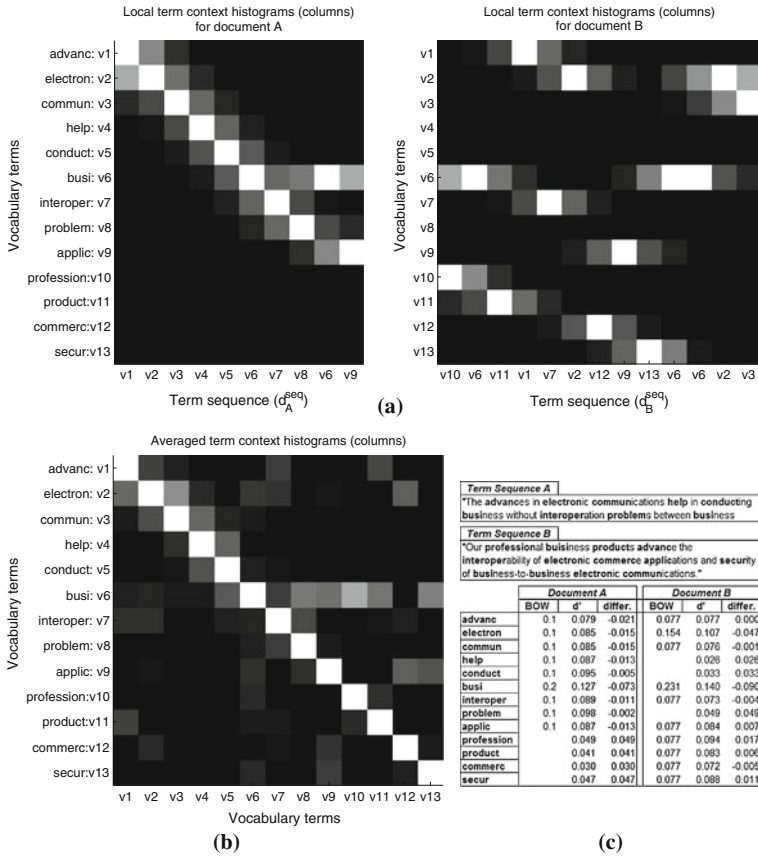 Local term context histograms (columns)
for document A
Local term context histograms (columns)
for document B
Vocabulary terms
advanc: v1
electron: v2
commun: v3
help: v4
conduct: v5
busi: v6
interoper: v7
problem: v8
applic: v9
profession:v10
product:v11
commerc:v12
secur:v13
v1 v2 v3 v4 v5 v6 v7 v8 v6 v9
Term sequence (d_A^seq)
Vocabulary terms
v1
v2
v3
v4
v5
v6
v7
v8
v9
v10
v11
v12
v13
v10 v6 v11 v1 v7 v2 v12 v9 v13 v6 v6 v2 v3
Term sequence (d_B^seq)
(a)
Averaged term context histograms (columns)
Vocabulary terms
advanc: v1
electron: v2
commun: v3
help: v4
conduct: v5
busi: v6
interoper: v7
problem: v8
applic: v9
profession:v10
product:v11
commerc:v12
secur:v13
v1 v2 v3 v4 v5 v6 v7 v8 v9 v10 v11 v12 v13
Vocabulary terms
(b)
Term Sequence A
"The advances in electronic communications help in conducting
business without interoperation problems between business
Term Sequence B
"Our professional buisiness products advance the
interoperability of electronic commerce applications and security
of business-to-business electronic communications."
Document A Document B
BOW d' differ. BOW d' differ.
advanc 0.1 0.079 -0.021 0.077 0.077 0.000
electron 0.1 0.085 -0.015 0.154 0.107 -0.047
commun 0.1 0.085 -0.015 0.077 0.076 -0.001
help 0.1 0.087 -0.013 0.026 0.026
conduct 0.1 0.095 -0.005 0.033 0.033
busi 0.2 0.127 -0.073 0.231 0.140 -0.090
interoper 0.1 0.089 -0.011 0.077 0.073 -0.004
problem 0.1 0.098 -0.002 0.049 0.049
applic 0.1 0.087 -0.013 0.077 0.084 0.007
profession 0.049 0.049 0.077 0.094 0.017
product 0.041 0.041 0.077 0.083 0.006
commerc 0.030 0.030 0.077 0.072 -0.005
secur 0.047 0.047 0.077 0.088 0.011
(c)